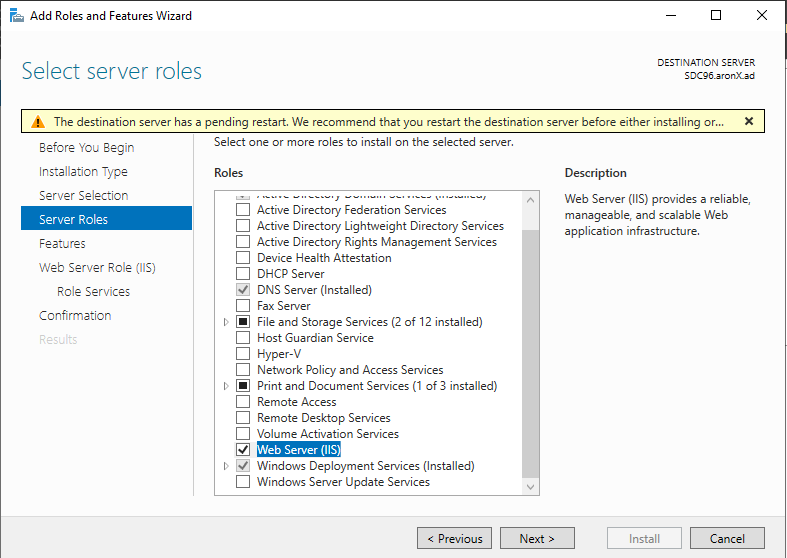 Add Roles and Features Wizard
Select server roles
DESTINATION SERVER
SDC96.aronX.ad
The destination server has a pending restart. We recommend that you restart the destination server before either installing or...
Before You Begin
Installation Type
Server Selection
Server Roles
Features
Web Server Role (IIS)
Role Services
Confirmation
Results
Select one or more roles to install on the selected server.
Roles
Active Directory Domain Services (Installed)
Active Directory Federation Services
Active Directory Lightweight Directory Services
Active Directory Rights Management Services
Device Health Attestation
DHCP Server
DNS Server (Installed)
Fax Server
File and Storage Services (2 of 12 installed)
Host Guardian Service
Hyper-V
Network Policy and Access Services
Print and Document Services (1 of 3 installed)
Remote Access
Remote Desktop Services
Volume Activation Services
Web Server (IIS)
Windows Deployment Services (Installed)
Windows Server Update Services
Description
Web Server (IIS) provides a reliable,
manageable, and scalable Web
application infrastructure.
< Previous
Next >
Install
Cancel